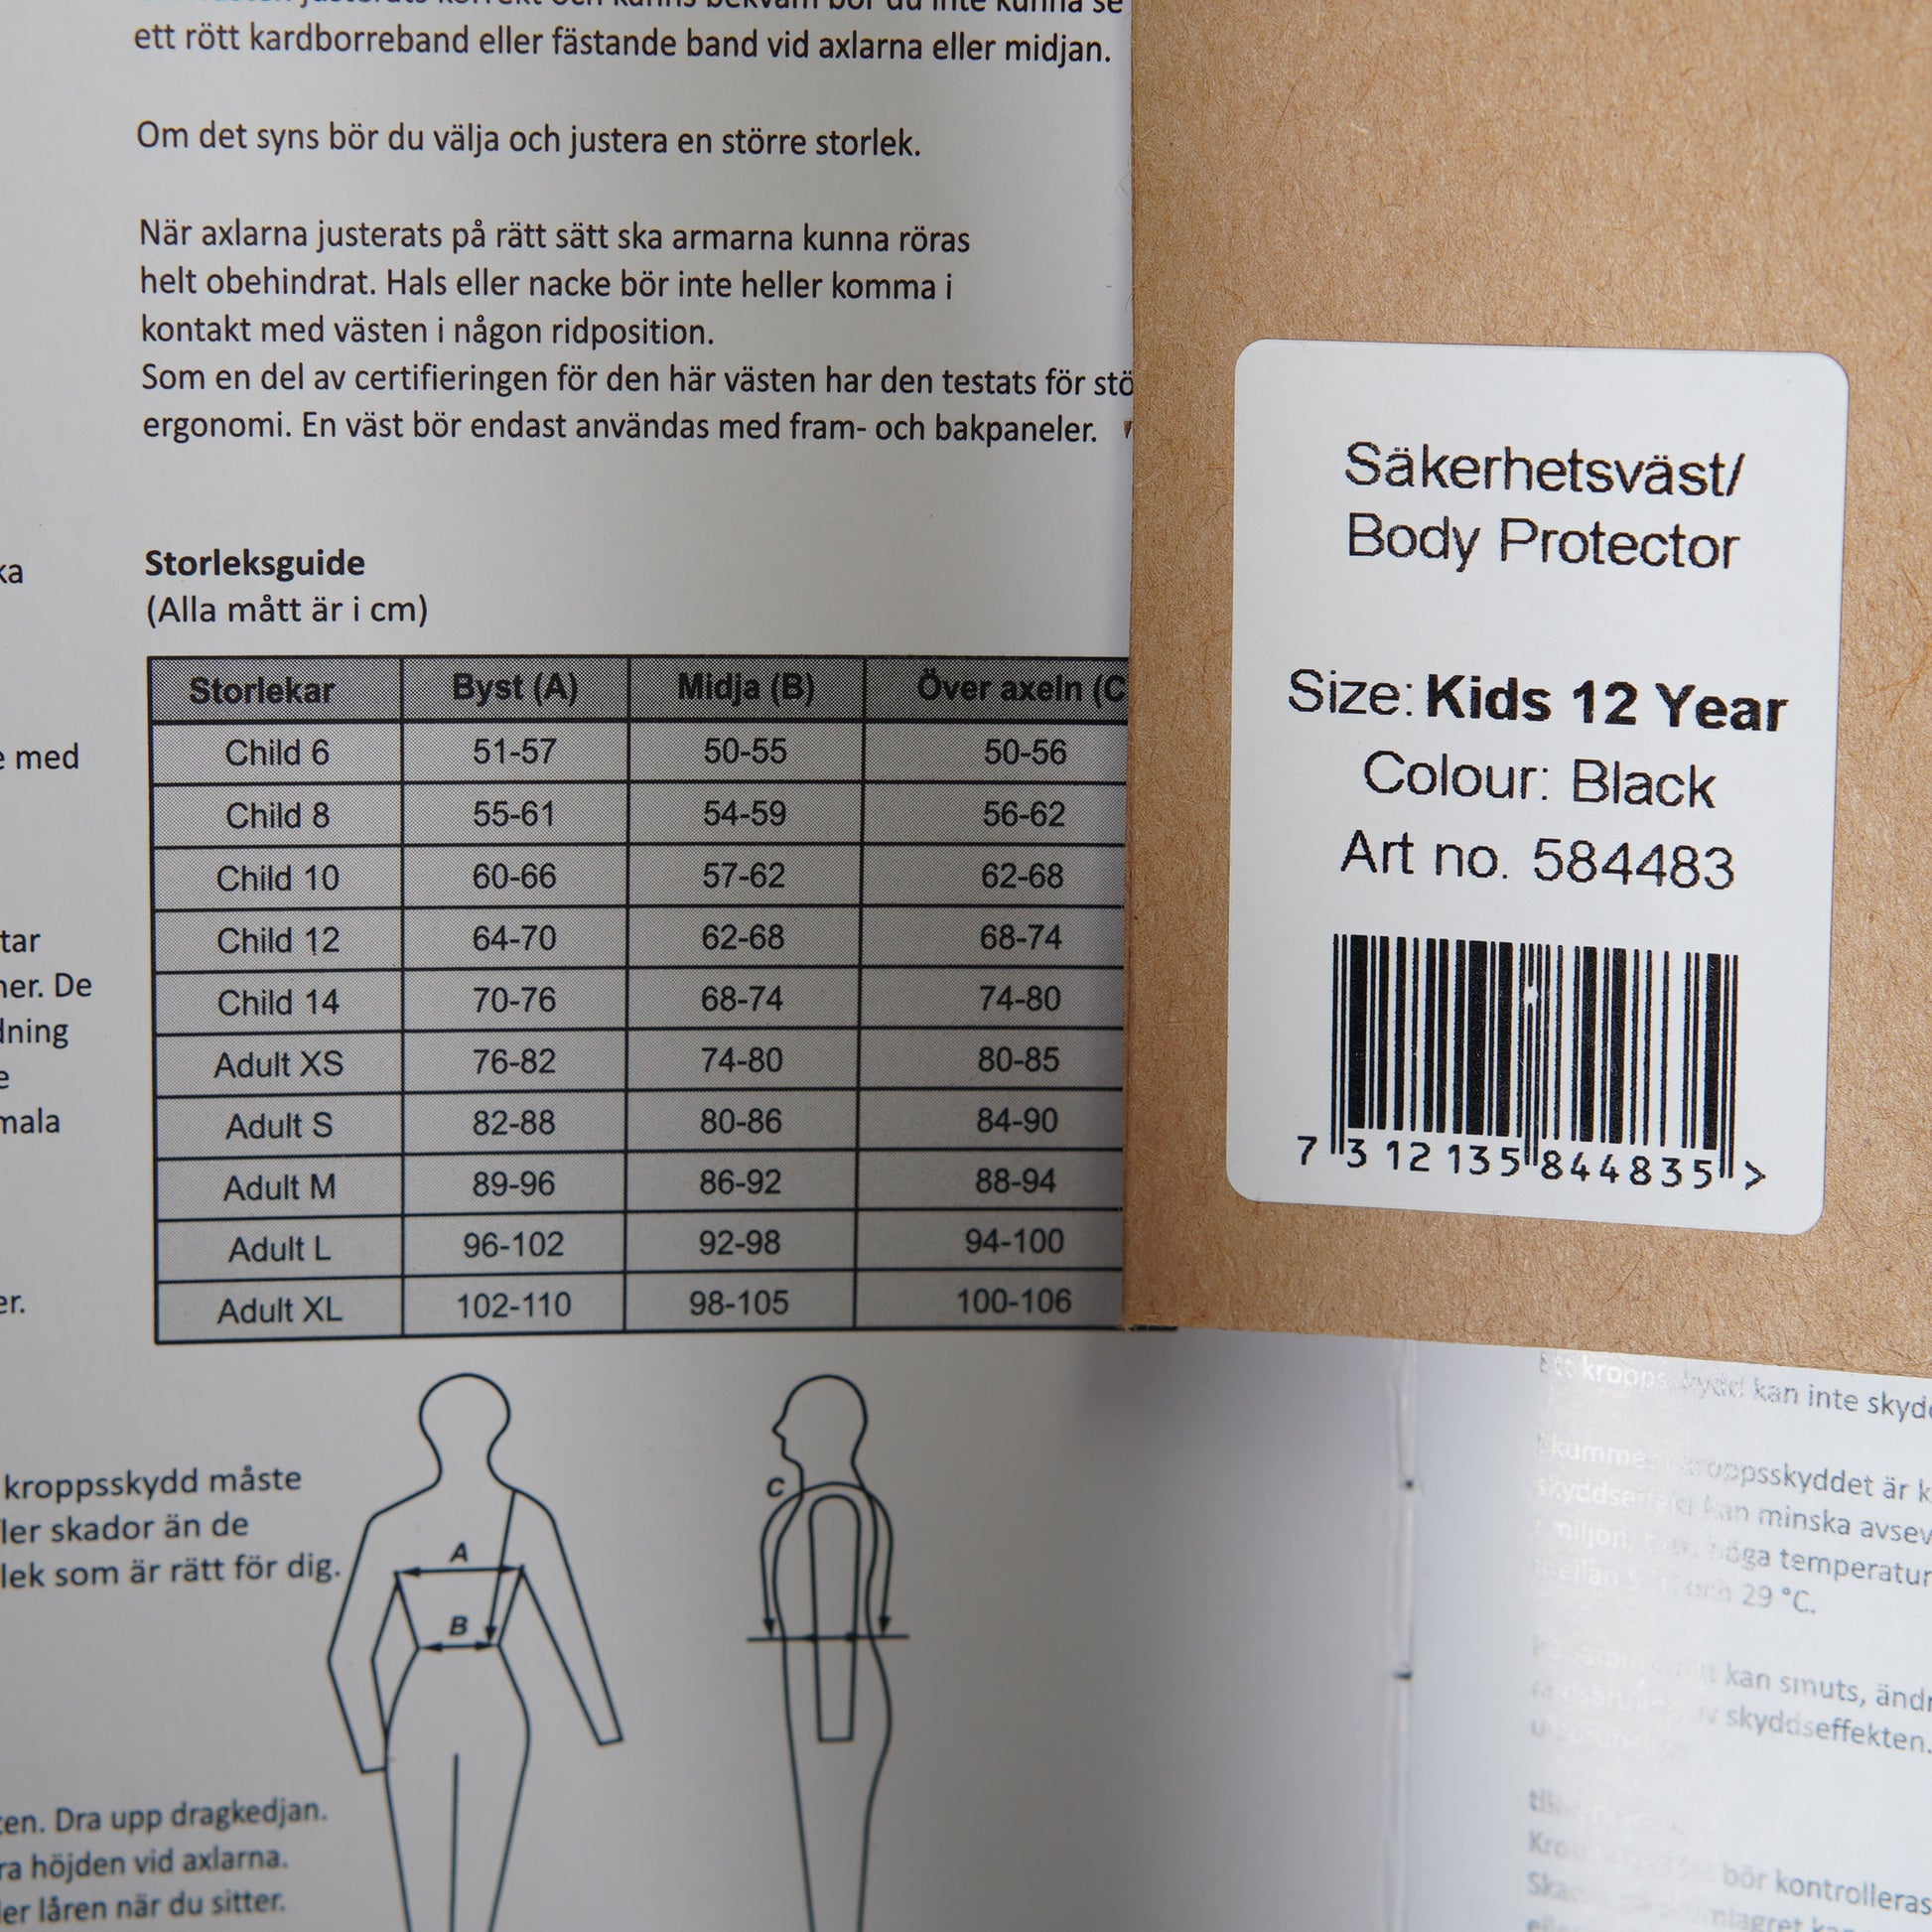 ett rött kardborreband eller fästande band vid axlarna eller midjan.
Om det syns bör du välja och justera en större storlek.
När axlarna justerats på rätt sätt ska armarna kunna röras
helt obehindrat. Hals eller nacke bör inte heller komma i
kontakt med västen i någon ridposition.
Som en del av certifieringen för den här västen har den testats för stö
ergonomi. En väst bör endast användas med fram- och bakpaneler.
Storleksguide
(Alla mått är i cm)
Storlekar Byst (A) Midja (B) Över axeln (C
Child 6 51-57 50-55 50-56
Child 8 55-61 54-59 56-62
Child 10 60-66 57-62 62-68
Child 12 64-70 62-68 68-74
Child 14 70-76 68-74 74-80
Adult XS 76-82 74-80 80-85
Adult S 82-88 80-86 84-90
Adult M 89-96 86-92 88-94
Adult L 96-102 92-98 94-100
Adult XL 102-110 98-105 100-106
A
B
C
ka
e med
tar
ner. De
dning
e
mala
er.
kroppsskydd måste
ler skador än de
lek som är rätt för dig.
ten. Dra upp dragkedjan.
ra höjden vid axlarna.
ler låren när du sitter.
Säkerhetsväst/
Body Protector
Size: Kids 12 Year
Colour: Black
Art no. 584483
7 312135 844835 >
kan inte skyd
kroppsskyddet är k
kan minska avsev
höga temperatur
och 29 °C.
kan smuts, ändr
skyddseffekten.
bör kontrolleras